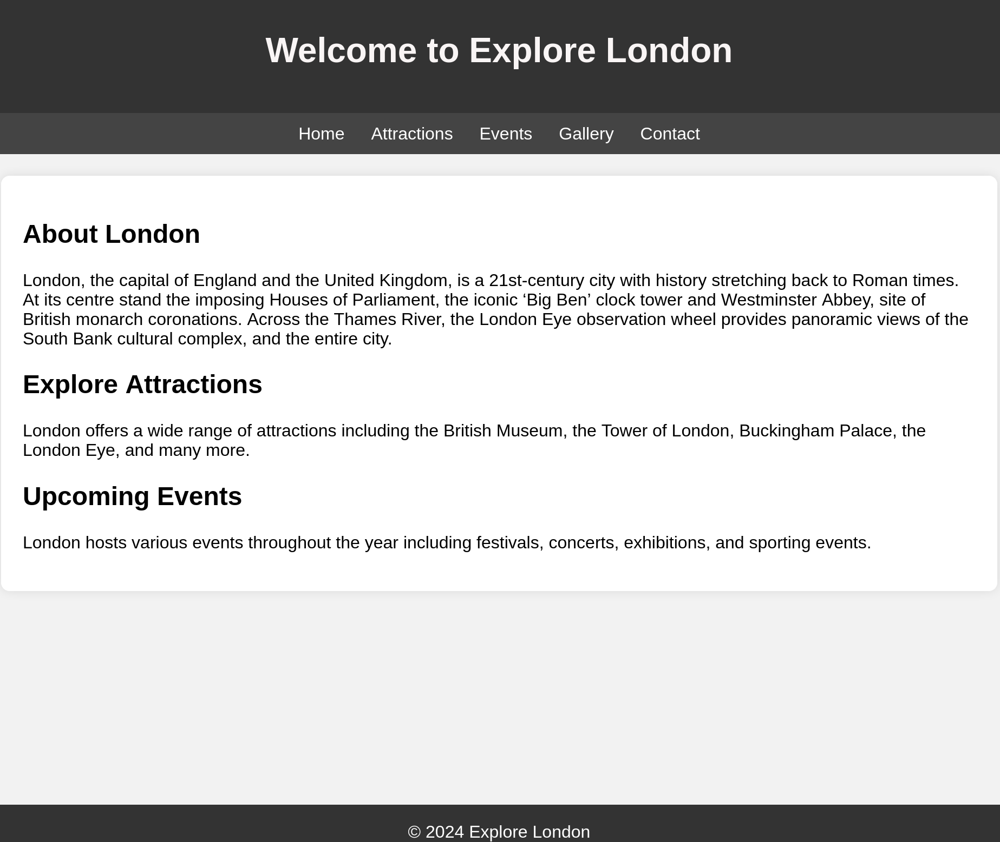 Welcome to Explore London
Home Attractions Events Gallery Contact
About London
London, the capital of England and the United Kingdom, is a 21st-century city with history stretching back to Roman times.
At its centre stand the imposing Houses of Parliament, the iconic ‘Big Ben’ clock tower and Westminster Abbey, site of
British monarch coronations. Across the Thames River, the London Eye observation wheel provides panoramic views of the
South Bank cultural complex, and the entire city.
Explore Attractions
London offers a wide range of attractions including the British Museum, the Tower of London, Buckingham Palace, the
London Eye, and many more.
Upcoming Events
London hosts various events throughout the year including festivals, concerts, exhibitions, and sporting events.
© 2024 Explore London